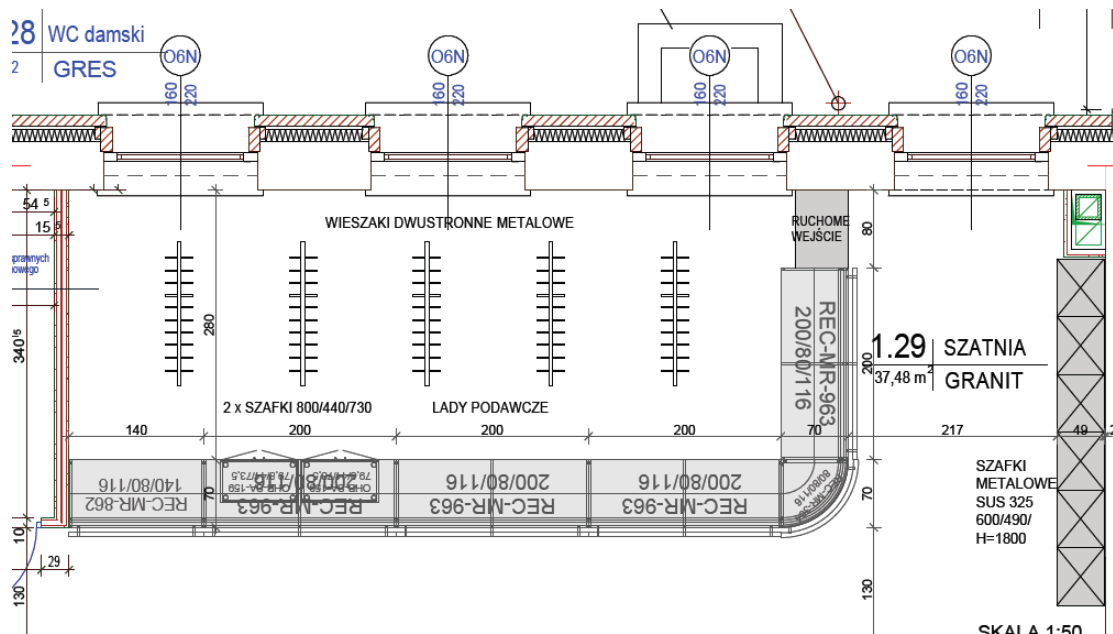 28 WC damski
2 GRES
O6N
O6N
O6N
O6N
160
220
160
220
160
220
160
220
54 5
15 5
WIESZAKI DWUSTRONNE METALOWE
RUCHOME
WEJŚCIE
80
280
340 15
REC-MR-963
200/80/116
200
1.29 SZATNIA
37,48 m2 GRANIT
2 x SZAFKI 800/440/730
LADY PODAWCZE
140
200
200
200
70
217
49
140/80/116
REC-MR-862
200/80/116
REC-MR-963
200/80/116
REC-MR-963
200/80/116
REC-MR-963
80/80/116
70
70
SZAFKI
METALOWE
SUS 325
600/490/
H=1800
10
29
130
130
SKALA 1:50